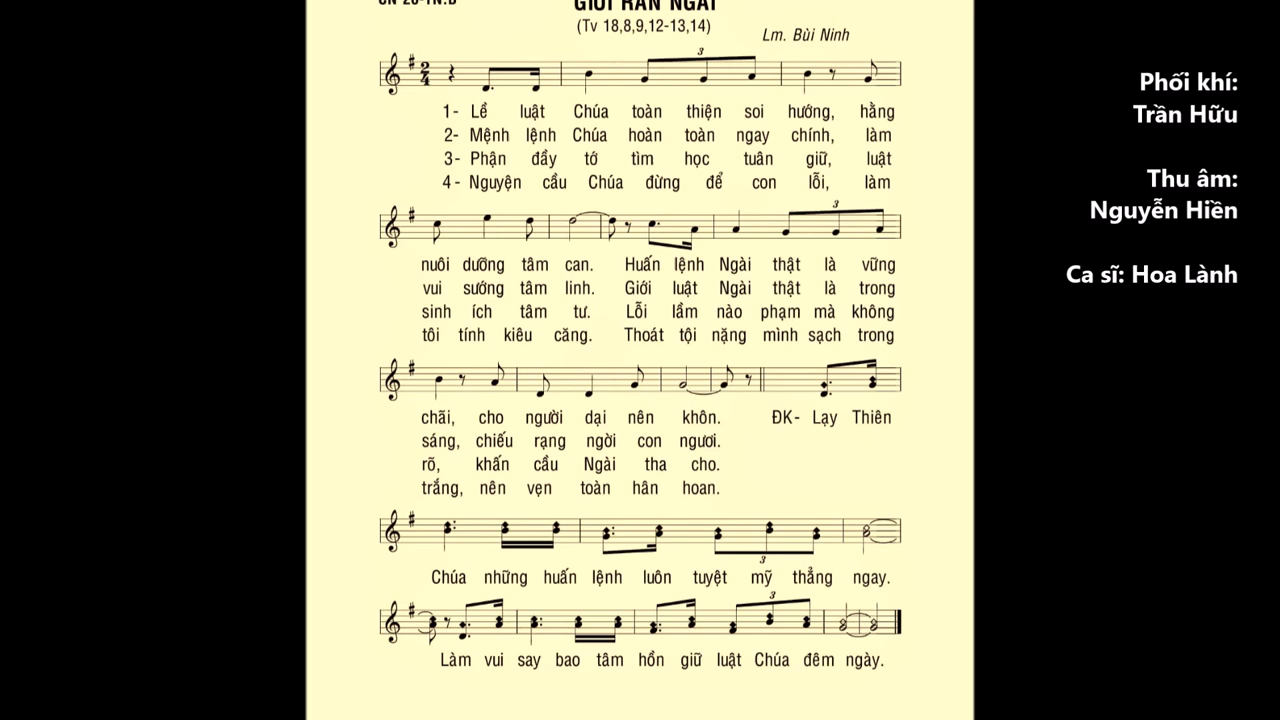 CN 26-TN.B
GIỚI RĂN NGÀI
(Tv 18,8,9,12-13,14)
Lm. Bùi Ninh
1- Lề luật Chúa toàn thiện soi hướng, hằng
2- Mệnh lệnh Chúa hoàn toàn ngay chính, làm
3- Phận đầy tớ tìm học tuân giữ, luật
4- Nguyện cầu Chúa đừng để con lỗi, làm
nuôi dưỡng tâm can. Huấn lệnh Ngài thật là vững
vui sướng tâm linh. Giới luật Ngài thật là trong
sinh ích tâm tư. Lỗi lầm nào phạm mà không
tôi tính kiêu căng. Thoát tội nặng mình sạch trong
chãi, cho người dại nên khôn. ĐK- Lạy Thiên
sáng, chiếu rạng ngời con ngươi.
rõ, khấn cầu Ngài tha cho.
trắng, nên vẹn toàn hân hoan.
Chúa những huấn lệnh luôn tuyệt mỹ thẳng ngay.
Làm vui say bao tâm hồn giữ luật Chúa đêm ngày.
Phối khí:
Trần Hữu
Thu âm:
Nguyễn Hiền
Ca sĩ: Hoa Lành